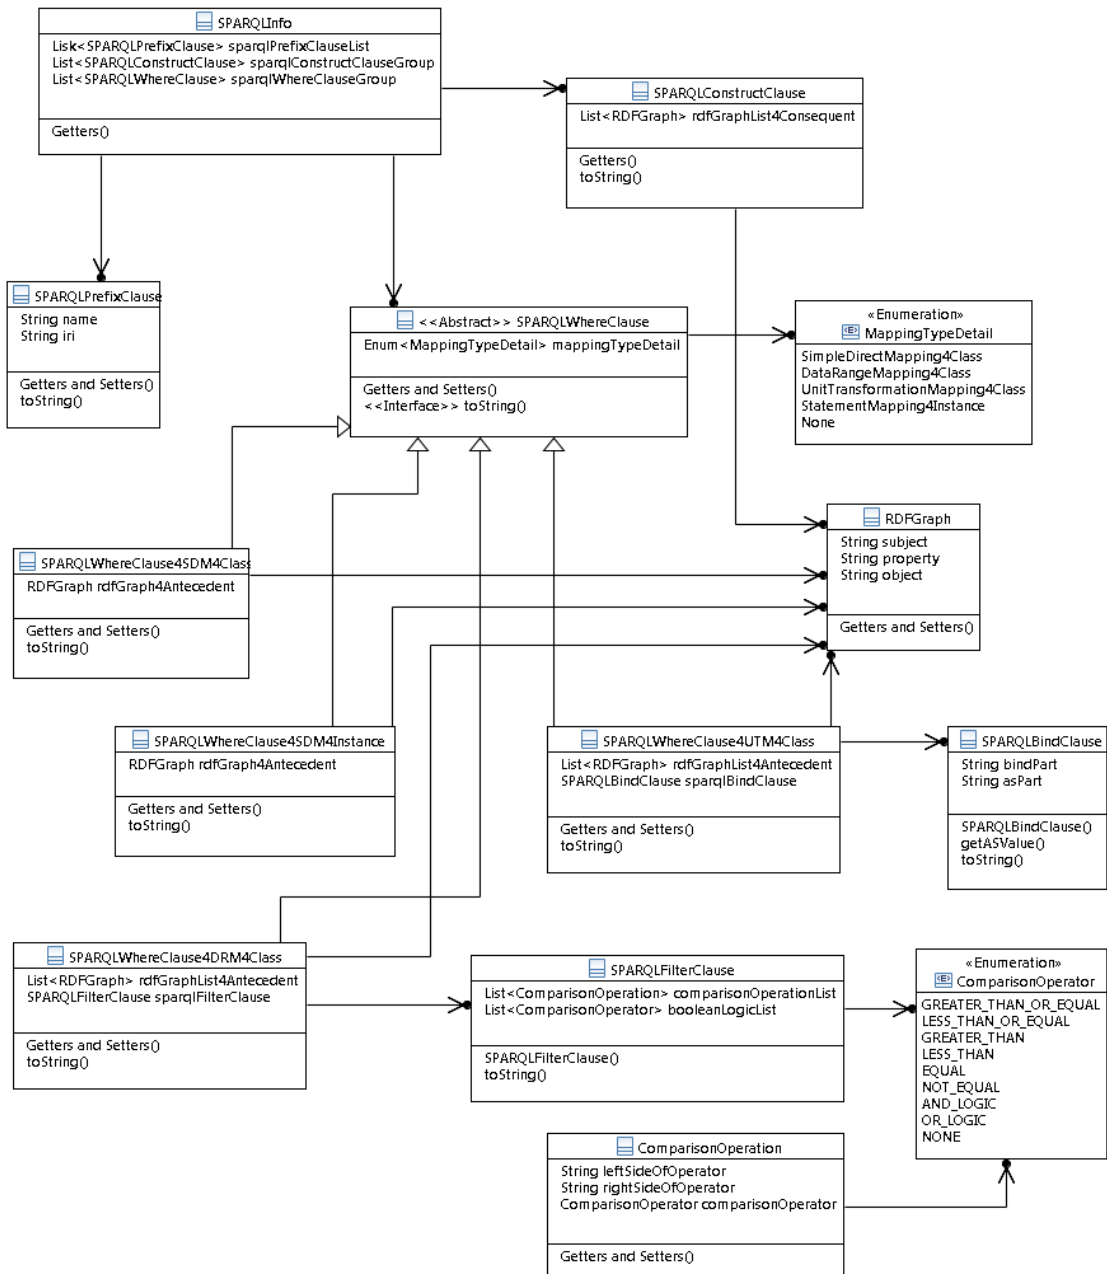 SPARQLInfo
Lisk<SPARQLPrefixClause> sparqlPrefixClauseList
List<SPARQLConstructClause> sparqlConstructClauseGroup
List<SPARQLWhereClause> sparqlWhereClauseGroup
Getters()
SPARQLConstructClause
List<RDFGraph> rdfGraphList4Consequent
Getters()
toString()
SPARQLPrefixClause
String name
String iri
Getters and Setters()
toString()
<<Abstract>> SPARQLWhereClause
Enum<MappingTypeDetail> mappingTypeDetail
Getters and Setters()
<<Interface>> toString()
«Enumeration»
MappingTypeDetail
SimpleDirectMapping4Class
DataRangeMapping4Class
UnitTransformationMapping4Class
StatementMapping4Instance
None
RDFGraph
String subject
String property
String object
Getters and Setters()
SPARQLWhereClause4SDM4Class
RDFGraph rdfGraph4Antecedent
Getters and Setters()
toString()
SPARQLWhereClause4SDM4Instance
RDFGraph rdfGraph4Antecedent
Getters and Setters()
toString()
SPARQLWhereClause4UTM4Class
List<RDFGraph> rdfGraphList4Antecedent
SPARQLBindClause sparqlBindClause
Getters and Setters()
toString()
SPARQLBindClause
String bindPart
String asPart
SPARQLBindClause()
getASValue()
toString()
SPARQLWhereClause4DRM4Class
List<RDFGraph> rdfGraphList4Antecedent
SPARQLFilterClause sparqlFilterClause
Getters and Setters()
toString()
SPARQLFilterClause
List<ComparisonOperation> comparisonOperationList
List<ComparisonOperator> booleanLogicList
SPARQLFilterClause()
toString()
«Enumeration»
ComparisonOperator
GREATER_THAN_OR_EQUAL
LESS_THAN_OR_EQUAL
GREATER_THAN
LESS_THAN
EQUAL
NOT_EQUAL
AND_LOGIC
OR_LOGIC
NONE
ComparisonOperation
String leftSideOfOperator
String rightSideOfOperator
ComparisonOperator comparisonOperator
Getters and Setters()